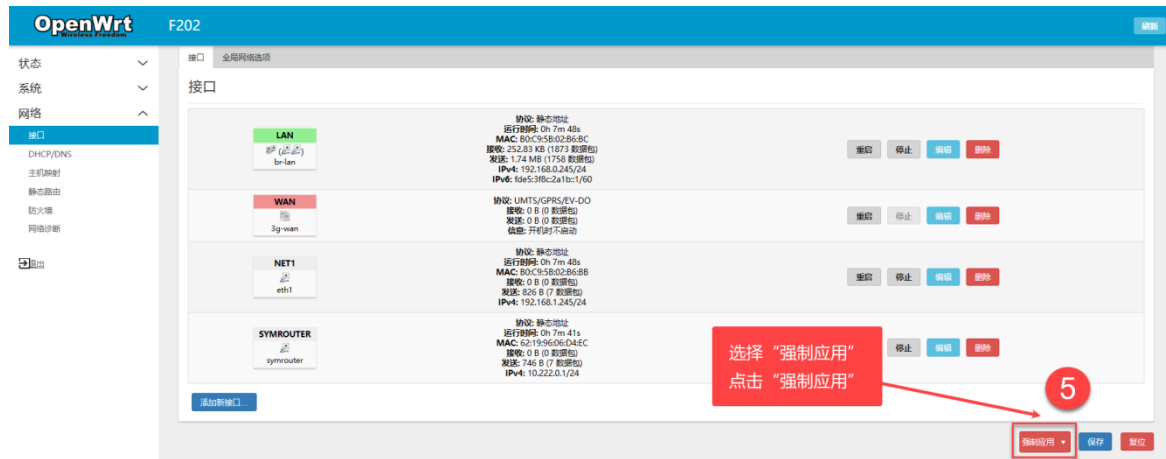 OpenWrt
Wireless Freedom
F202
刷新
状态
系统
网络
接口
DHCP/DNS
主机映射
静态路由
防火墙
网络诊断
退出
接口 全局网络选项
接口
LAN
br-lan
协议: 静态地址
运行时间: 0h 7m 48s
MAC: B0:C9:5B:02:B6:BC
接收: 252.83 KB (1873 数据包)
发送: 1.74 MB (1758 数据包)
IPv4: 192.168.0.245/24
IPv6: fde5:3f8c:2a1b::1/60
重启 停止 编辑 删除
WAN
3g-wan
协议: UMTS/GPRS/EV-DO
接收: 0 B (0 数据包)
发送: 0 B (0 数据包)
信息: 开机时不启动
重启 停止 编辑 删除
NET1
eth1
协议: 静态地址
运行时间: 0h 7m 48s
MAC: B0:C9:5B:02:B6:BB
接收: 0 B (0 数据包)
发送: 826 B (7 数据包)
IPv4: 192.168.1.245/24
重启 停止 编辑 删除
SYMROUTER
symrouter
协议: 静态地址
运行时间: 0h 7m 41s
MAC: 62:19:96:06:D4:EC
接收: 0 B (0 数据包)
发送: 746 B (7 数据包)
IPv4: 10.222.0.1/24
停止 编辑 删除
选择“强制应用”
点击“强制应用”
5
添加新接口...
强制应用 保存 复位